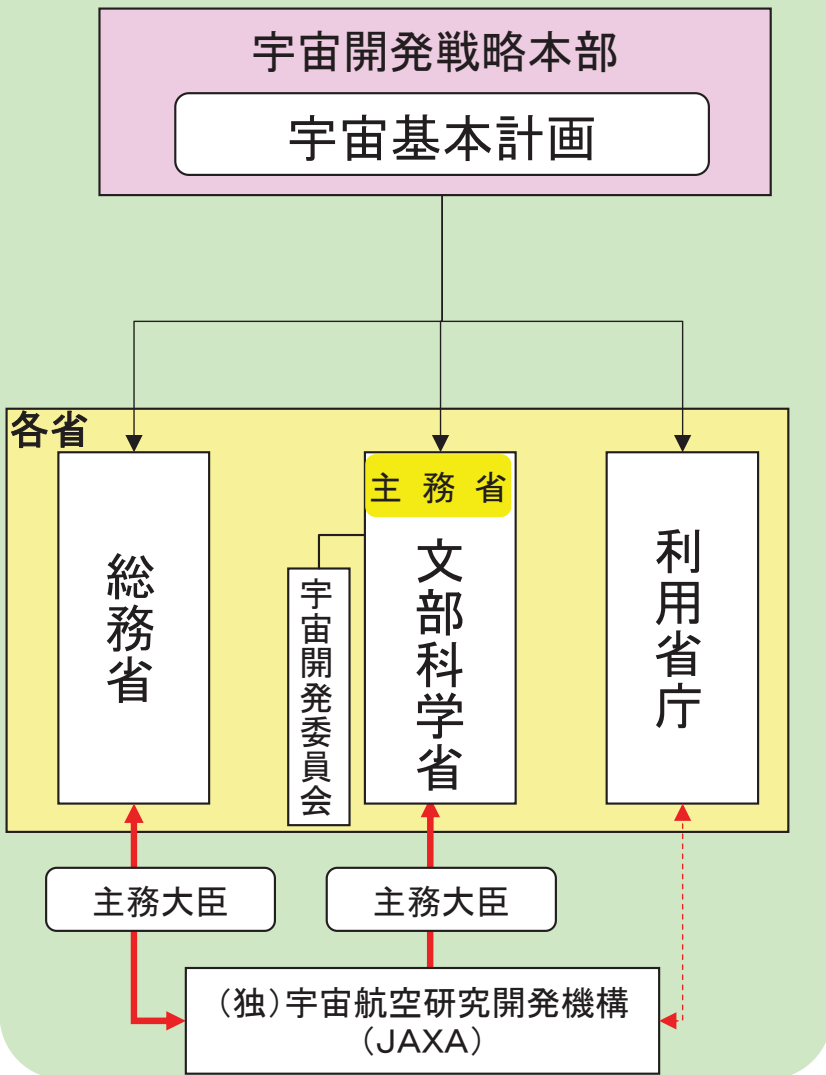 宇宙開発戦略本部
宇宙基本計画
各省
総務省
宇宙開発委員会
主 務 省
文部科学省
利用省庁
主務大臣
主務大臣
(独)宇宙航空研究開発機構
(JAXA)